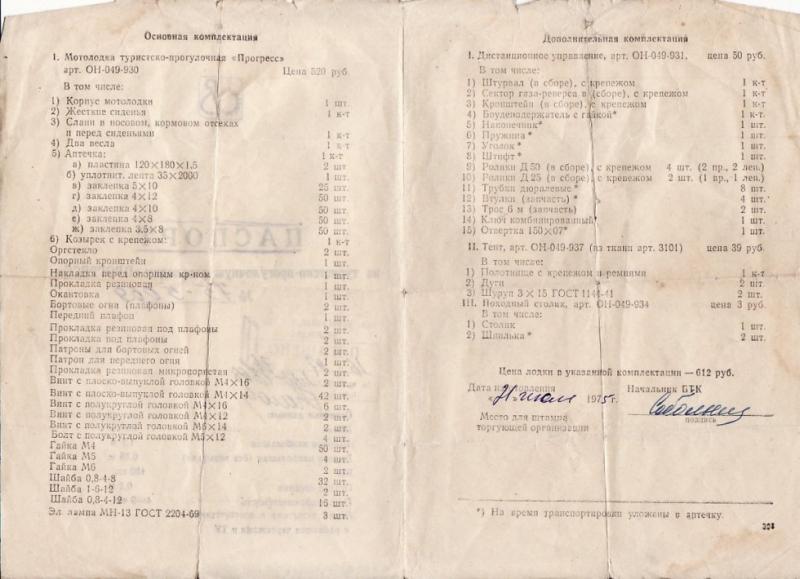 Основная комплектация
1. Мотолодка туристско-прогулочная «Прогресс»
арт. ОН-049-930 Цена 520 руб.
В том числе:
1) Корпус мотолодки 1 шт.
2) Жесткие сиденья 1 к-т
3) Слани в носовом, кормовом отсеках
и перед сиденьями 1 к-т
4) Два весла 1 к-т
5) Аптечка: 1 к-т
а) пластина 120×180×1,5 2 шт
б) уплотнит. лента 35×2000 1 шт.
в) заклепка 5×10 25 шт
г) заклепка 4×12 50 шт.
д) заклепка 4×10 50 шт.
е) заклепка 4×8 50 шт.
ж) заклепка 3,5×8 50 шт.
6) Козырек с крепежом: 1 к-т
Оргстекло 2 шт.
Опорный кронштейн 1 шт.
Накладка перед опорным кр-ном 1 шт.
Прокладка резиновая 1 шт.
Окантовка 1 шт.
Бортовые огни (плафоны) 2 шт.
Передний плафон 1 шт.
Прокладка резиновая под плафоны 2 шт.
Прокладка под плафоны 2 шт.
Патроны для бортовых огней 2 шт.
Патрон для переднего огня 1 шт.
Прокладка резиновая микропористая 2 шт.
Винт с плоско-выпуклой головкой М4×16 2 шт.
Винт с плоско-выпуклой головкой М4×14 42 шт.
Винт с полукруглой головкой М4×16 6 шт.
Винт с полукруглой головкой М4×12 2 шт.
Винт с полукруглой головкой М5×14 2 шт.
Болт с полукруглой головкой М5×12 4 шт.
Гайка М4 50 шт.
Гайка М5 4 шт.
Гайка М6 2 шт.
Шайба 0,8-4-8 32 шт.
Шайба 1-6-12 2 шт.
Шайба 0,8-4-12 16 шт.
Эл лампа МН-13 ГОСТ 2204-69 3 шт.
Дополнительная комплектация
I. Дистанционное управление, арт. ОН-049-931, цена 50 руб.
В том числе:
1) Штурвал (в сборе), с крепежом 1 к-т
2) Сектор газа-реверса в (сборе), с крепежом 1 к-т
3) Кронштейн (в сборе), с крепежом 1 к-т
4) Боуденодержатель с гайкой* 1 к-т
5) Наконечник* 1 шт.
6) Пружина* 1 шт.
7) Уголок* 1 шт.
8) Штифт* 1 шт.
9) Ролики Д 50 (в сборе), с крепежом 4 шт. (2 пр., 2 лев.)
10) Ролики Д 25 (в сборе), с крепежом 2 шт. (1 пр., 1 лев.)
11) Трубки дюралевые* 8 шт.
12) Втулки (запчасть)* 4 шт.
13) Трос 6 м (запчасть) 2 шт.
14) Ключ комбинированный* 1 шт.
15) Отвертка 150×07* 1 шт.
II. Тент, арт. ОН-049-937 (из ткани арт. 3101) цена 39 руб.
В том числе:
1) Полотнище с крепежом и ремнями 1 к-т
2) Дуги 2 шт.
3) Шуруп 3×15 ГОСТ 1144-41 2 шт.
III. Походный столик, арт. ОН-049-934 цена 3 руб.
В том числе:
1) Столик 1 шт.
2) Шпилька* 2 шт.
Цена лодки в указанной комплектации — 612 руб.
Дата изготовления Начальник БТК
«21» июля 1975г.
подпись
Место для штампа
торгующей организации
*) На время транспортировки уложены в аптечку.
ПАСПОРТ